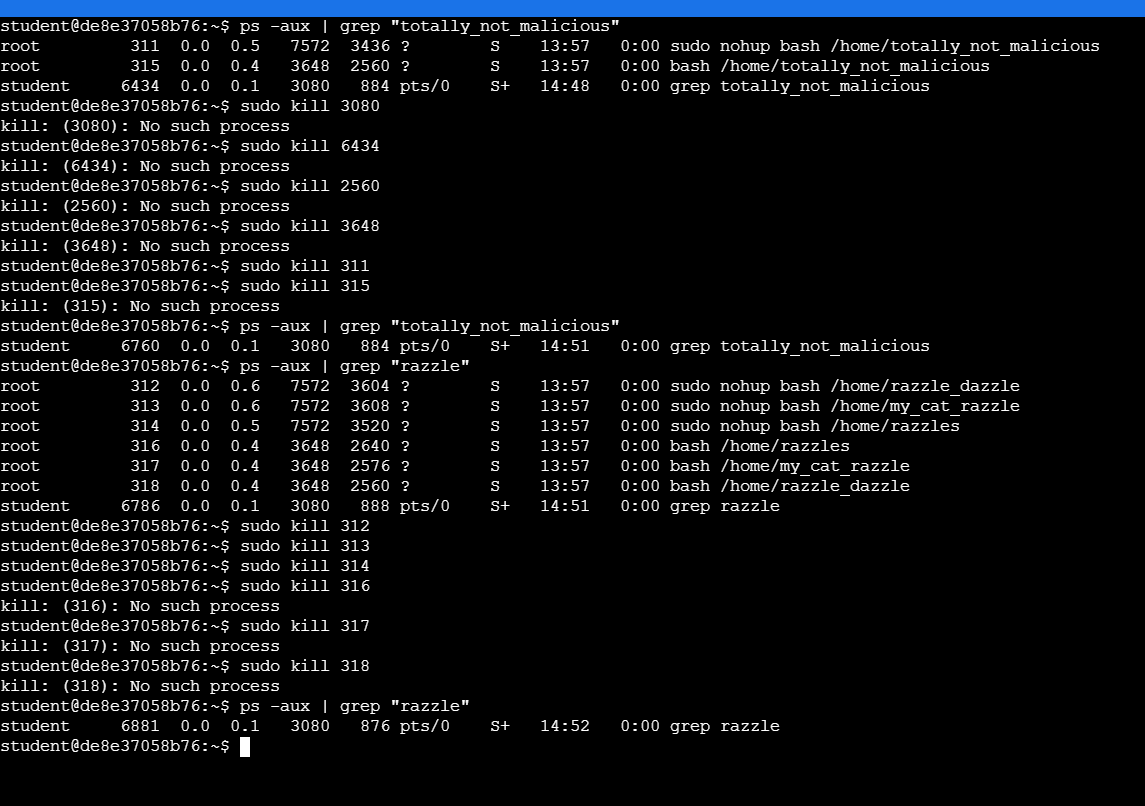 student@de8e37058b76:~$ ps -aux | grep "totally_not_malicious"
root         311  0.0  0.5   7572  3436 ?        S    13:57   0:00 sudo nohup bash /home/totally_not_malicious
root         315  0.0  0.4   3648  2560 ?        S    13:57   0:00 bash /home/totally_not_malicious
student     6434  0.0  0.1   3080   884 pts/0    S+   14:48   0:00 grep totally_not_malicious
student@de8e37058b76:~$ sudo kill 3080
kill: (3080): No such process
student@de8e37058b76:~$ sudo kill 6434
kill: (6434): No such process
student@de8e37058b76:~$ sudo kill 2560
kill: (2560): No such process
student@de8e37058b76:~$ sudo kill 3648
kill: (3648): No such process
student@de8e37058b76:~$ sudo kill 311
student@de8e37058b76:~$ sudo kill 315
kill: (315): No such process
student@de8e37058b76:~$ ps -aux | grep "totally_not_malicious"
student     6760  0.0  0.1   3080   884 pts/0    S+   14:51   0:00 grep totally_not_malicious
student@de8e37058b76:~$ ps -aux | grep "razzle"
root         312  0.0  0.6   7572  3604 ?        S    13:57   0:00 sudo nohup bash /home/razzle_dazzle
root         313  0.0  0.6   7572  3608 ?        S    13:57   0:00 sudo nohup bash /home/my_cat_razzle
root         314  0.0  0.5   7572  3520 ?        S    13:57   0:00 sudo nohup bash /home/razzles
root         316  0.0  0.4   3648  2640 ?        S    13:57   0:00 bash /home/razzles
root         317  0.0  0.4   3648  2576 ?        S    13:57   0:00 bash /home/my_cat_razzle
root         318  0.0  0.4   3648  2560 ?        S    13:57   0:00 bash /home/razzle_dazzle
student     6786  0.0  0.1   3080   888 pts/0    S+   14:51   0:00 grep razzle
student@de8e37058b76:~$ sudo kill 312
student@de8e37058b76:~$ sudo kill 313
student@de8e37058b76:~$ sudo kill 314
student@de8e37058b76:~$ sudo kill 316
kill: (316): No such process
student@de8e37058b76:~$ sudo kill 317
kill: (317): No such process
student@de8e37058b76:~$ sudo kill 318
kill: (318): No such process
student@de8e37058b76:~$ ps -aux | grep "razzle"
student     6881  0.0  0.1   3080   876 pts/0    S+   14:52   0:00 grep razzle
student@de8e37058b76:~$